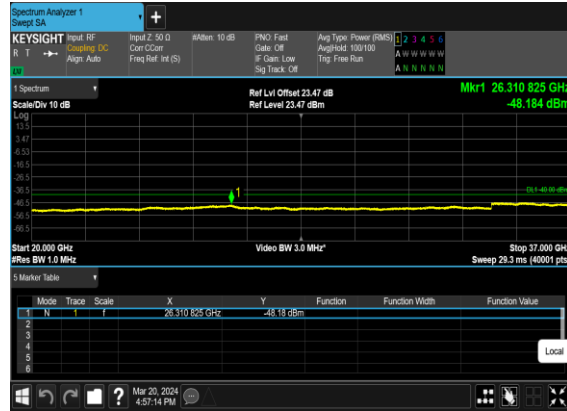 Spectrum Analyzer 1
Swept SA
+
KEYSIGHT
R T
Input: RF
Coupling: DC
Align: Auto
Input Z: 50 Ω
Corr CCorr
Freq Ref: Int (S)
#Atten: 10 dB
PNO: Fast
Gate: Off
IF Gain: Low
Sig Track: Off
Avg Type: Power (RMS)
Avg|Hold: 100/100
Trig: Free Run
1 2 3 4 5 6
A W W W W W
A N N N N N
1 Spectrum
Scale/Div 10 dB
Ref Lvl Offset 23.47 dB
Ref Level 23.47 dBm
Mkr1 26.310 825 GHz
-48.184 dBm
Log
13.5
3.47
-6.53
-16.5
-26.5
-36.5
-46.5
-56.5
-66.5
1
DL1 -40.00 dBm
Start 20.000 GHz
#Res BW 1.0 MHz
Video BW 3.0 MHz*
Stop 37.000 GHz
Sweep 29.3 ms (40001 pts)
5 Marker Table
Mode Trace Scale X Y Function Function Width Function Value
1 N 1 f 26.310 825 GHz -48.18 dBm
2
3
4
5
6
Local
?
Mar 20, 2024
4:57:14 PM